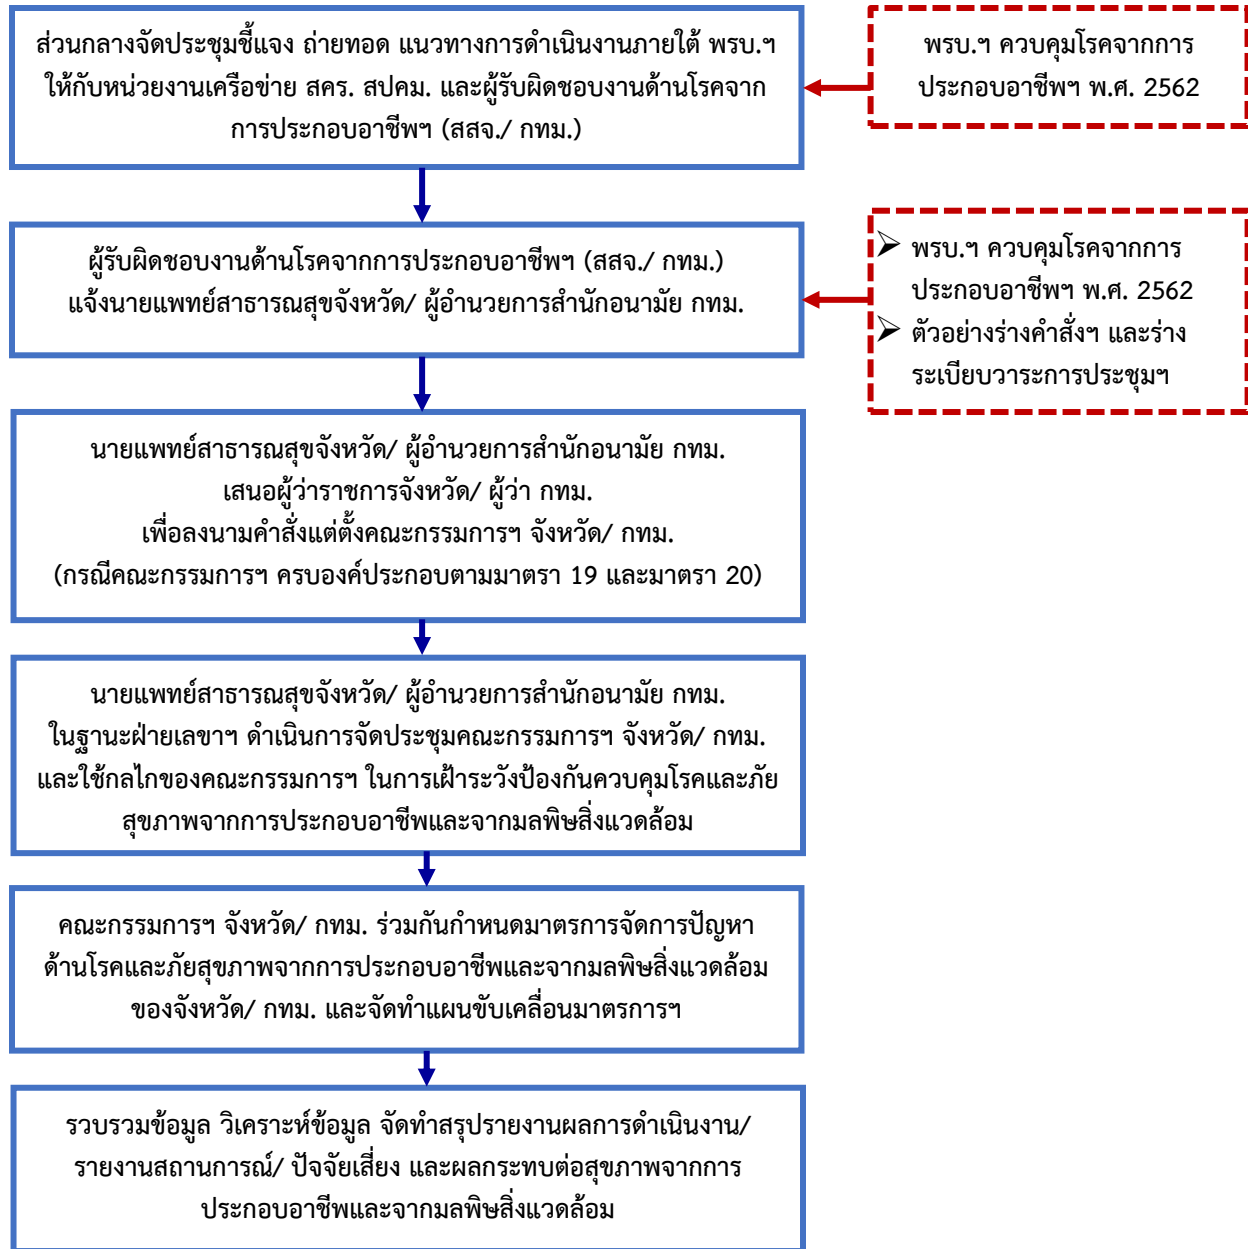 ส่วนกลางจัดประชุมชี้แจง ถ่ายทอด แนวทางการดำเนินงานภายใต้ พรบ.ฯ
ให้กับหน่วยงานเครือข่าย สคร. สปคม. และผู้รับผิดชอบงานด้านโรคจาก
การประกอบอาชีพฯ (สสจ./ กทม.)
พรบ.ฯ ควบคุมโรคจากการ
ประกอบอาชีพฯ พ.ศ. 2562
ผู้รับผิดชอบงานด้านโรคจากการประกอบอาชีพฯ (สสจ./ กทม.)
แจ้งนายแพทย์สาธารณสุขจังหวัด/ ผู้อำนวยการสำนักอนามัย กทม.
➢ พรบ.ฯ ควบคุมโรคจากการ
ประกอบอาชีพฯ พ.ศ. 2562
➢ ตัวอย่างร่างคำสั่งฯ และร่าง
ระเบียบวาระการประชุมฯ
นายแพทย์สาธารณสุขจังหวัด/ ผู้อำนวยการสำนักอนามัย กทม.
เสนอผู้ว่าราชการจังหวัด/ ผู้ว่า กทม.
เพื่อลงนามคำสั่งแต่ตั้งคณะกรรมการฯ จังหวัด/ กทม.
(กรณีคณะกรรมการฯ ครบองค์ประกอบตามมาตรา 19 และมาตรา 20)
นายแพทย์สาธารณสุขจังหวัด/ ผู้อำนวยการสำนักอนามัย กทม.
ในฐานะฝ่ายเลขาฯ ดำเนินการจัดประชุมคณะกรรมการฯ จังหวัด/ กทม.
และใช้กลไกของคณะกรรมการฯ ในการเฝ้าระวังป้องกันควบคุมโรคและภัย
สุขภาพจากการประกอบอาชีพและจากมลพิษสิ่งแวดล้อม
คณะกรรมการฯ จังหวัด/ กทม. ร่วมกันกำหนดมาตรการจัดการปัญหา
ด้านโรคและภัยสุขภาพจากการประกอบอาชีพและจากมลพิษสิ่งแวดล้อม
ของจังหวัด/ กทม. และจัดทำแผนขับเคลื่อนมาตรการฯ
รวบรวมข้อมูล วิเคราะห์ข้อมูล จัดทำสรุปรายงานผลการดำเนินงาน/
รายงานสถานการณ์/ ปัจจัยเสี่ยง และผลกระทบต่อสุขภาพจากการ
ประกอบอาชีพและจากมลพิษสิ่งแวดล้อม